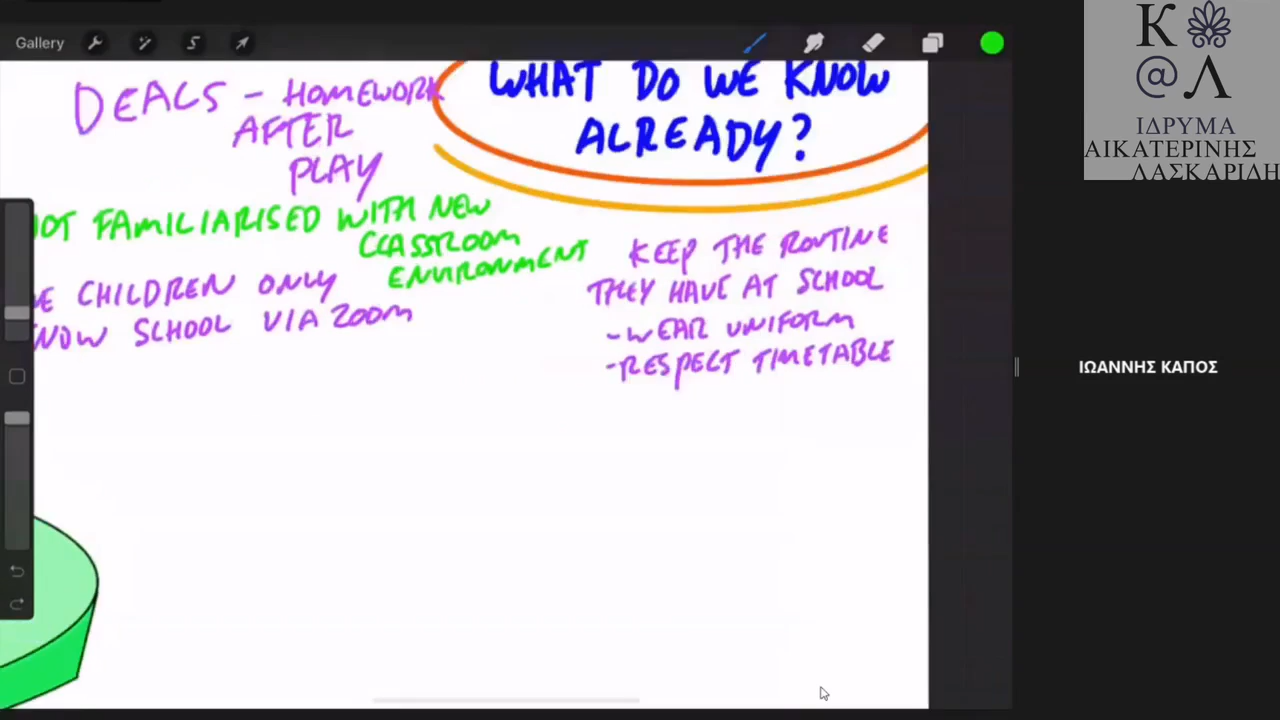 Gallery
WHAT DO WE KNOW
ALREADY?
DEALS - HOMEWORK
AFTER
PLAY
NOT FAMILIARISED WITH NEW
CLASSROOM
ENVIRONMENT
CHILDREN ONLY
KNOW SCHOOL VIA ZOOM
KEEP THE ROUTINE
THEY HAVE AT SCHOOL
-WEAR UNIFORM
-RESPECT TIMETABLE
Κ
@Λ
ΙΔΡΥΜΑ
ΑΙΚΑΤΕΡΙΝΗΣ
ΛΑΣΚΑΡΙΔΗ
ΙΩΑΝΝΗΣ ΚΑΠΟΣ